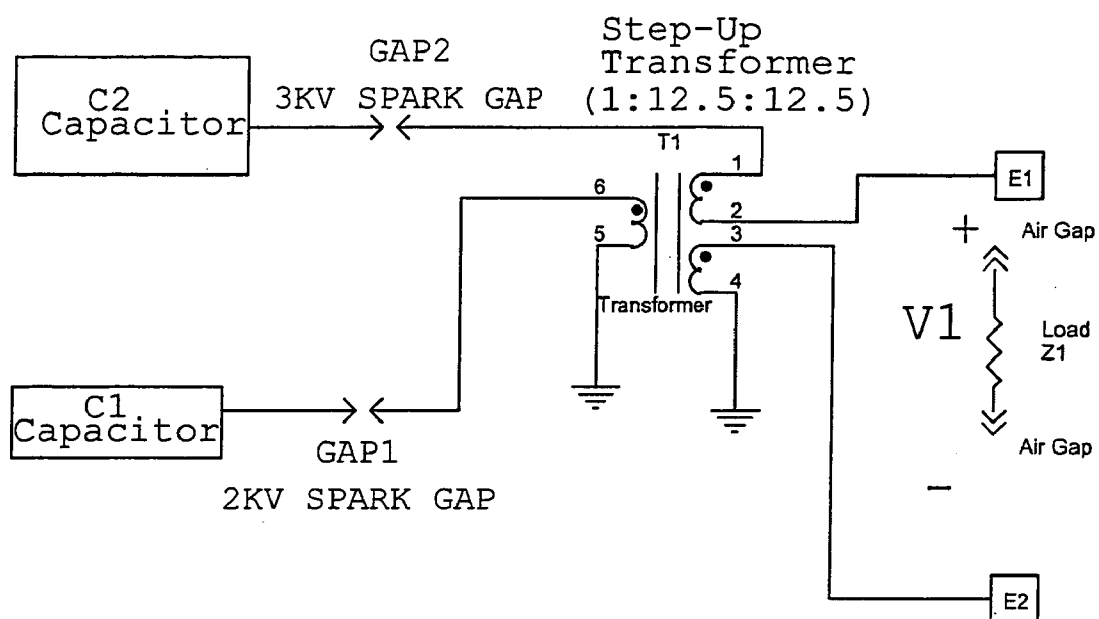 Step-Up
Transformer
(1:12.5:12.5)
GAP2
3KV SPARK GAP
C2
Capacitor
T1
1
2
3
4
6
5
Transformer
E1
+
Air Gap
V1
Load
Z1
Air Gap
-
E2
C1
Capacitor
GAP1
2KV SPARK GAP